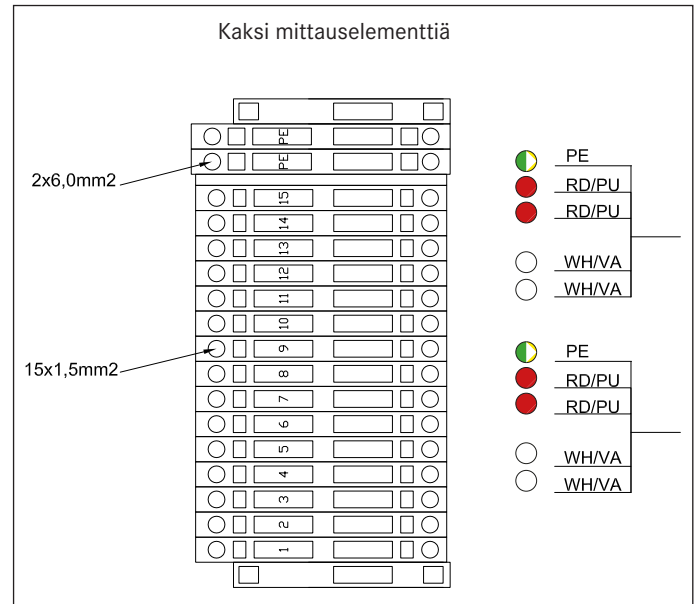 Kaksi mittauselementtiä
PE
PE
2x6,0mm2
15
14
13
12
11
10
9
15x1,5mm2
8
7
6
5
4
3
2
1
PE
RD/PU
RD/PU
WH/VA
WH/VA
PE
RD/PU
RD/PU
WH/VA
WH/VA